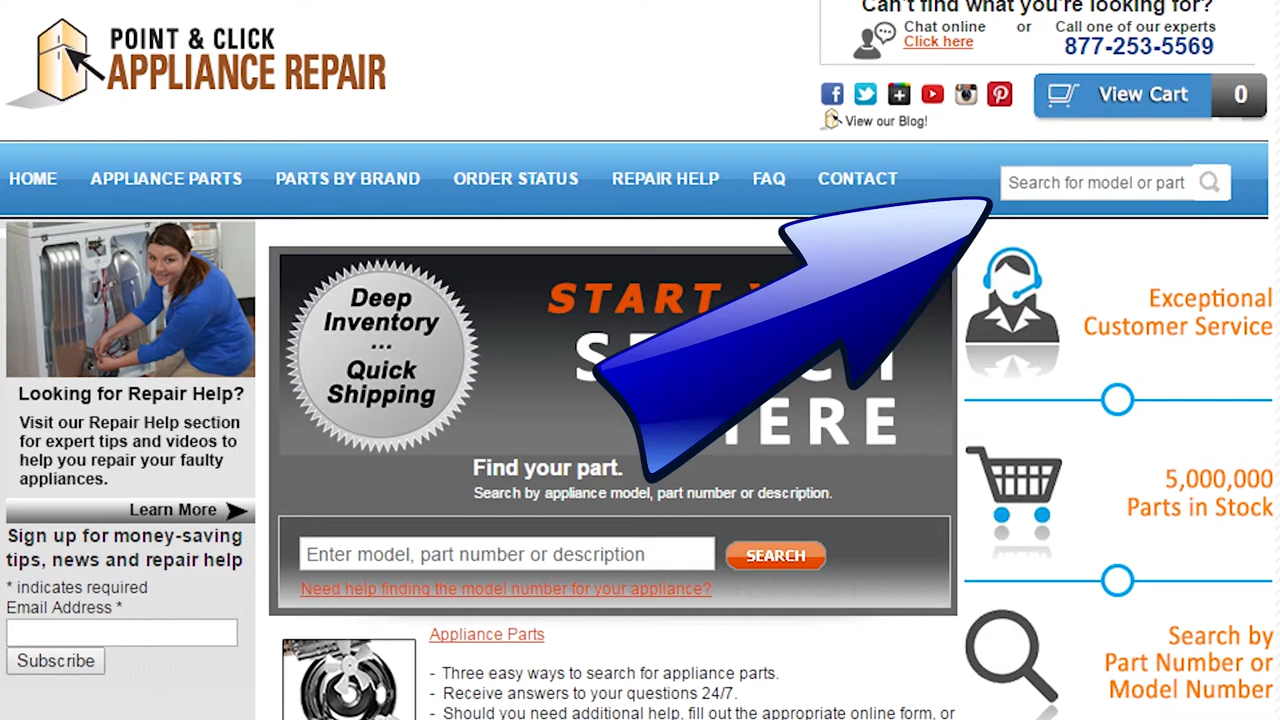 POINT & CLICK
APPLIANCE REPAIR
Can't find what you're looking for?
Chat online
Click here
or
Call one of our experts
877-253-5569
View our Blog!
View Cart
0
HOME
APPLIANCE PARTS
PARTS BY BRAND
ORDER STATUS
REPAIR HELP
FAQ
CONTACT
Search for model or part
Looking for Repair Help?
Visit our Repair Help section
for expert tips and videos to
help you repair your faulty
appliances.
Learn More
Sign up for money-saving
tips, news and repair help
* indicates required
Email Address *
Subscribe
Deep
Inventory
...
Quick
Shipping
START
Find your part.
Search by appliance model, part number or description.
Enter model, part number or description
SEARCH
Need help finding the model number for your appliance?
Appliance Parts
- Three easy ways to search for appliance parts.
- Receive answers to your questions 24/7.
- Should you need additional help, fill out the appropriate online form, or
Exceptional
Customer Service
5,000,000
Parts in Stock
Search by
Part Number or
Model Number